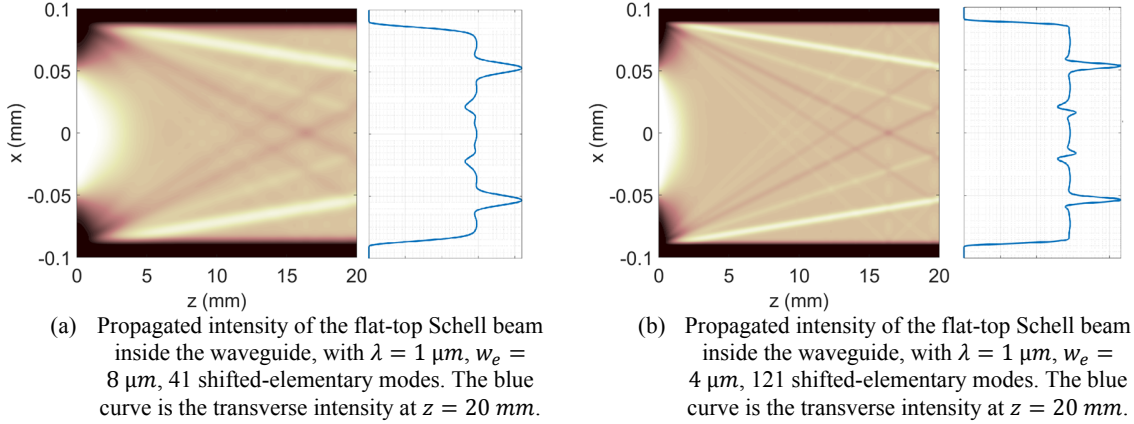 0.1
0.05
0
-0.05
-0.1
x (mm)
0
5
10
15
20
z (mm)
0.1
0.05
0
-0.05
-0.1
x (mm)
0
5
10
15
20
z (mm)
(a) Propagated intensity of the flat-top Schell beam
inside the waveguide, with λ = 1 μm, w_e =
8 μm, 41 shifted-elementary modes. The blue
curve is the transverse intensity at z = 20 mm.
(b) Propagated intensity of the flat-top Schell beam
inside the waveguide, with λ = 1 μm, w_e =
4 μm, 121 shifted-elementary modes. The blue
curve is the transverse intensity at z = 20 mm.